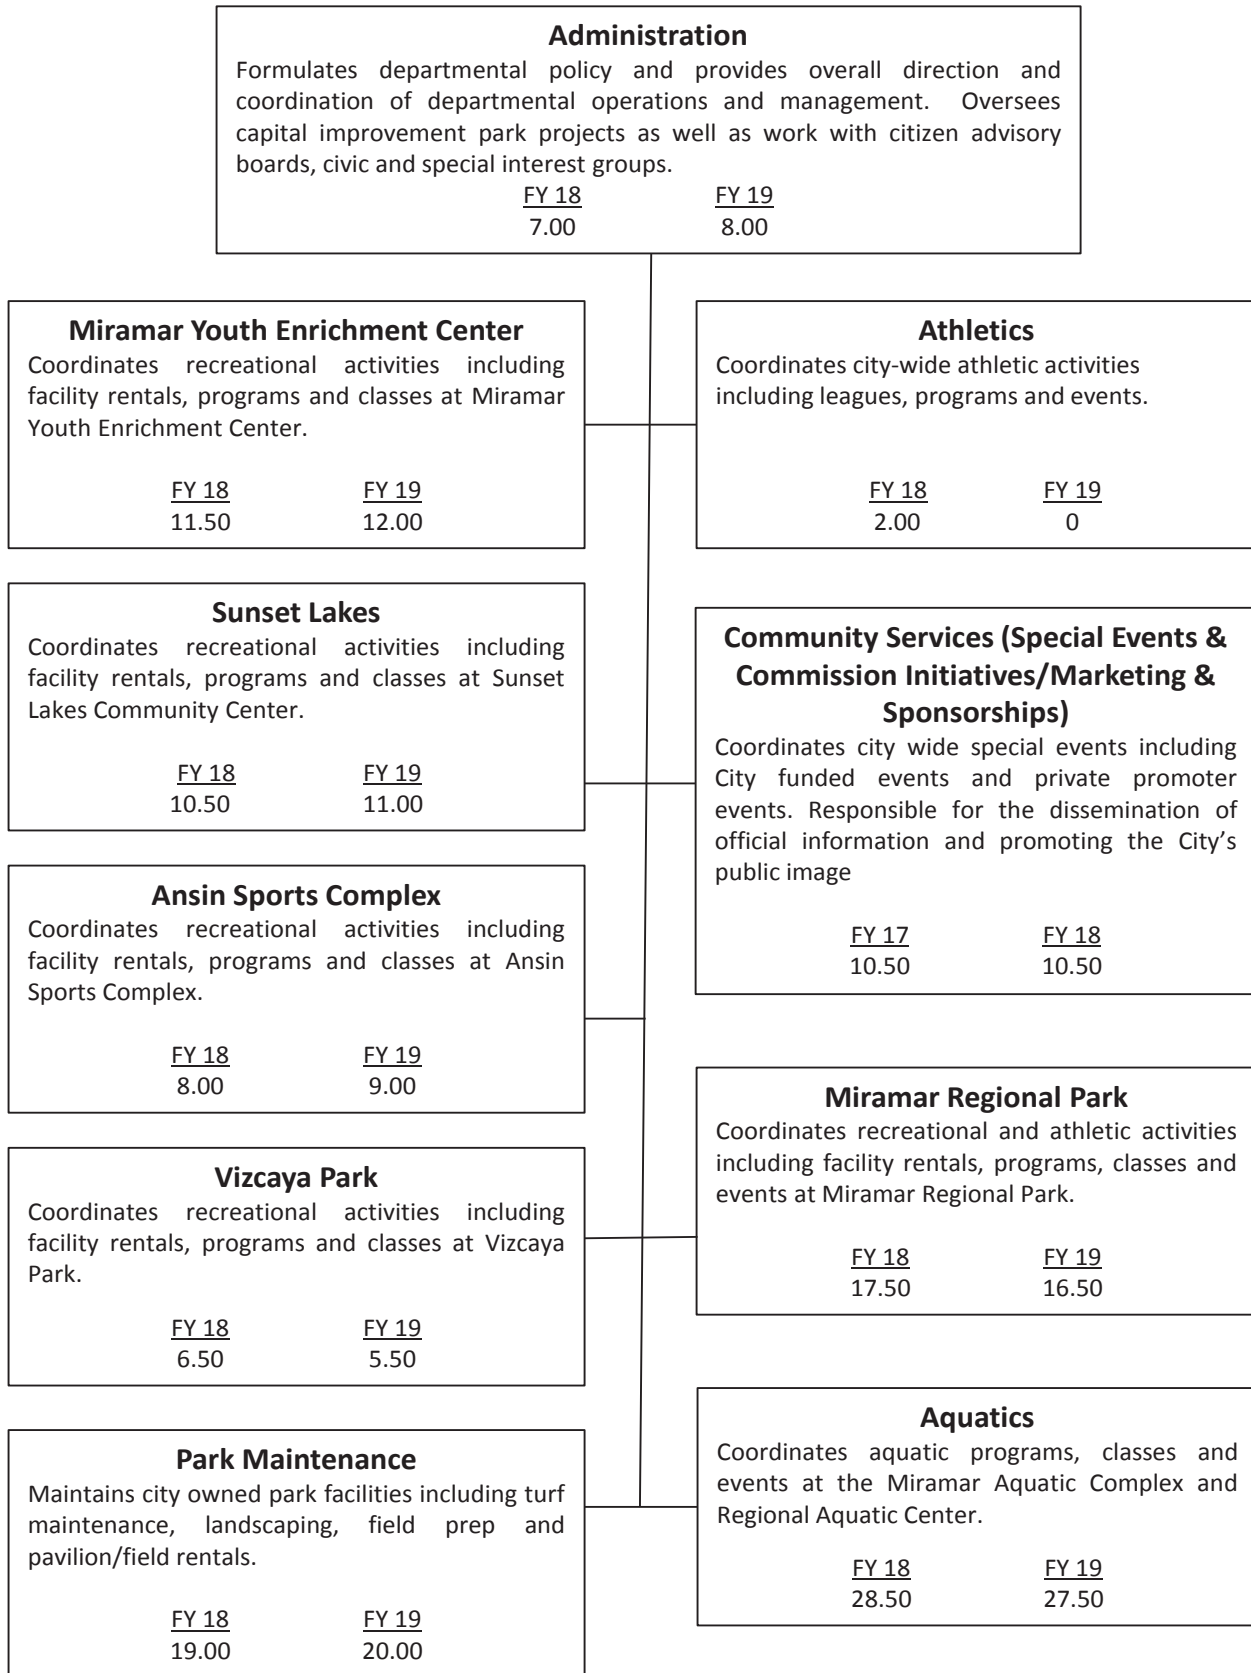 Administration
Formulates departmental policy and provides overall direction and
coordination of departmental operations and management. Oversees
capital improvement park projects as well as work with citizen advisory
boards, civic and special interest groups.
FY 18 FY 19
7.00 8.00
Miramar Youth Enrichment Center
Coordinates recreational activities including
facility rentals, programs and classes at Miramar
Youth Enrichment Center.
FY 18 FY 19
11.50 12.00
Athletics
Coordinates city-wide athletic activities
including leagues, programs and events.
FY 18 FY 19
2.00 0
Sunset Lakes
Coordinates recreational activities including
facility rentals, programs and classes at Sunset
Lakes Community Center.
FY 18 FY 19
10.50 11.00
Community Services (Special Events &
Commission Initiatives/Marketing &
Sponsorships)
Coordinates city wide special events including
City funded events and private promoter
events. Responsible for the dissemination of
official information and promoting the City’s
public image
FY 17 FY 18
10.50 10.50
Ansin Sports Complex
Coordinates recreational activities including
facility rentals, programs and classes at Ansin
Sports Complex.
FY 18 FY 19
8.00 9.00
Miramar Regional Park
Coordinates recreational and athletic activities
including facility rentals, programs, classes and
events at Miramar Regional Park.
FY 18 FY 19
17.50 16.50
Vizcaya Park
Coordinates recreational activities including
facility rentals, programs and classes at Vizcaya
Park.
FY 18 FY 19
6.50 5.50
Aquatics
Coordinates aquatic programs, classes and
events at the Miramar Aquatic Complex and
Regional Aquatic Center.
FY 18 FY 19
28.50 27.50
Park Maintenance
Maintains city owned park facilities including turf
maintenance, landscaping, field prep and
pavilion/field rentals.
FY 18 FY 19
19.00 20.00